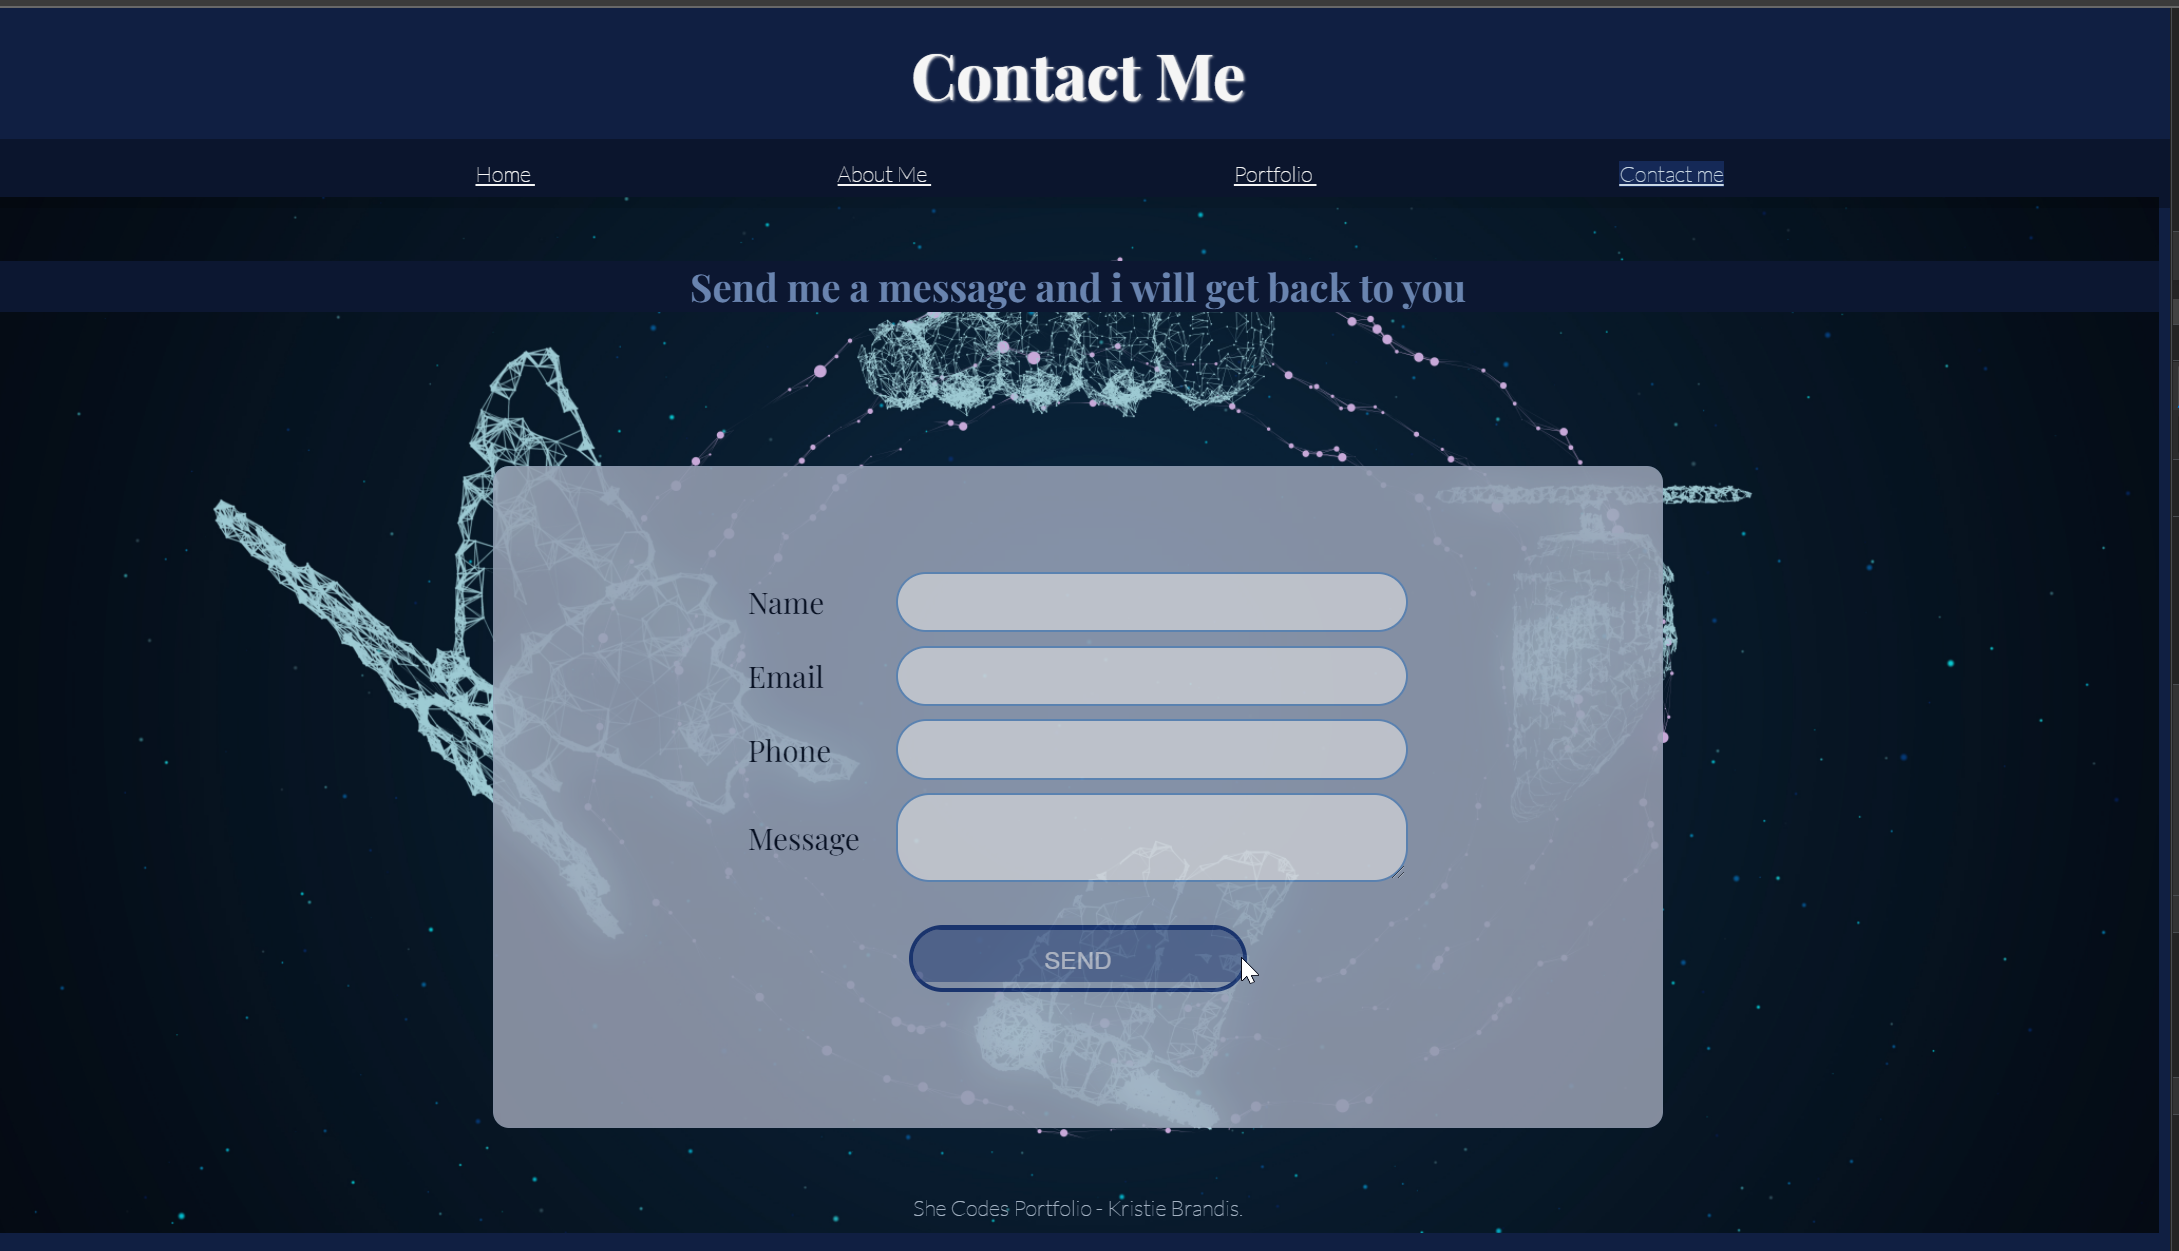 Contact Me
Home
About Me
Portfolio
Contact me
Send me a message and i will get back to you
Name
Email
Phone
Message
SEND
She Codes Portfolio - Kristie Brandis.